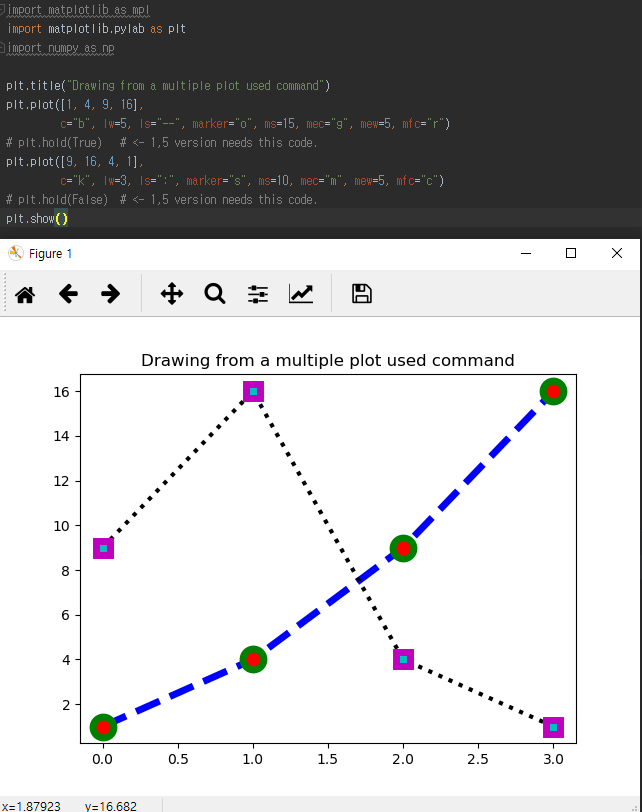 import matplotlib as mpl
import matplotlib.pylab as plt
import numpy as np
plt.title("Drawing from a multiple plot used command")
plt.plot([1, 4, 9, 16],
c="b", lw=5, ls="--", marker="o", ms=15, mec="g", mew=5, mfc="r")
# plt.hold(True)   # <- 1,5 version needs this code.
plt.plot([9, 16, 4, 1],
c="k", lw=3, ls=":", marker="s", ms=10, mec="m", mew=5, mfc="c")
# plt.hold(False)  # <- 1,5 version needs this code.
plt.show()
Figure 1
Drawing from a multiple plot used command
16
14
12
10
8
6
4
2
0.0 0.5 1.0 1.5 2.0 2.5 3.0
x=1.87923 y=16.682